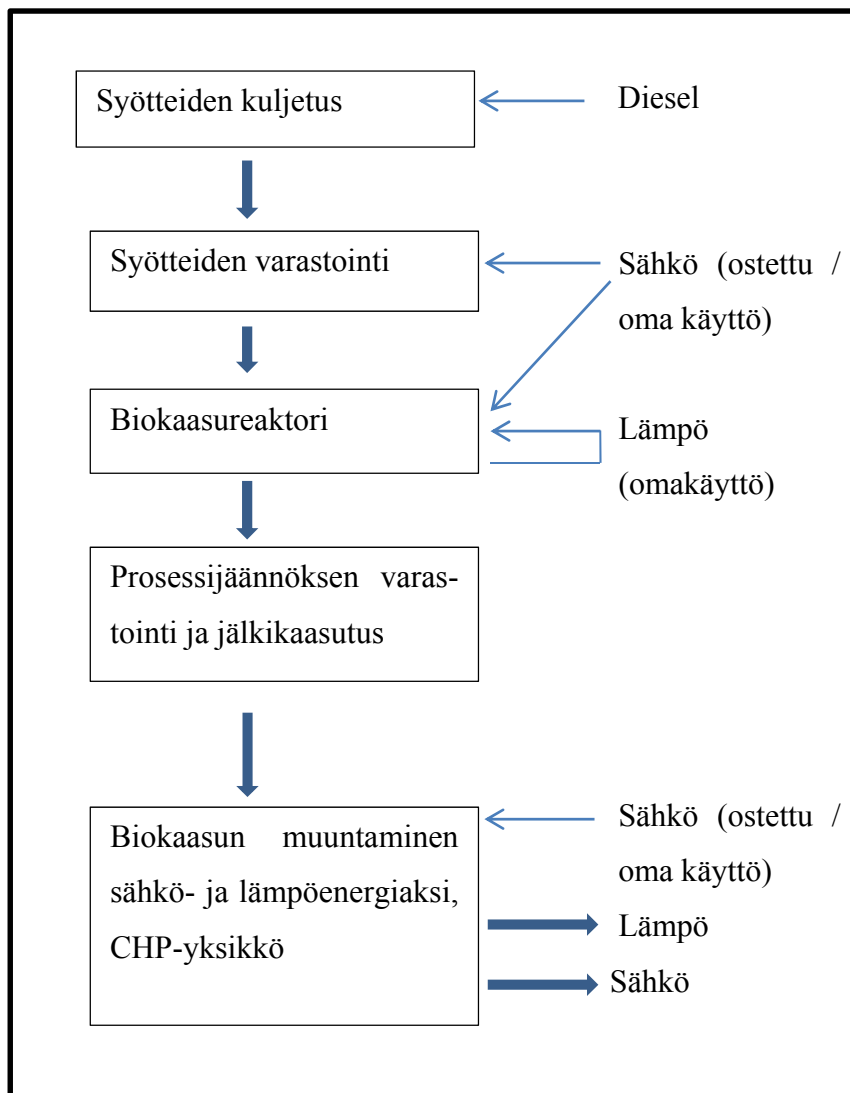 Syötteiden kuljetus
Diesel
Syötteiden varastointi
Sähkö (ostettu /
oma käyttö)
Biokaasureaktori
Lämpö
(omakäyttö)
Prosessijäännöksen varas-
tointi ja jälkikaasutus
Biokaasun muuntaminen
sähkö- ja lämpöenergiaksi,
CHP-yksikkö
Sähkö (ostettu /
oma käyttö)
Lämpö
Sähkö